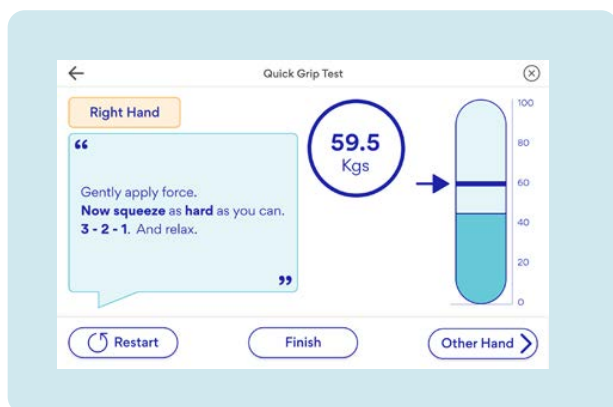 Quick Grip Test
Right Hand
“
Gently apply force.
Now squeeze as hard as you can.
3 - 2 - 1. And relax.
”
59.5
Kgs
100
80
60
40
20
0
Restart
Finish
Other Hand